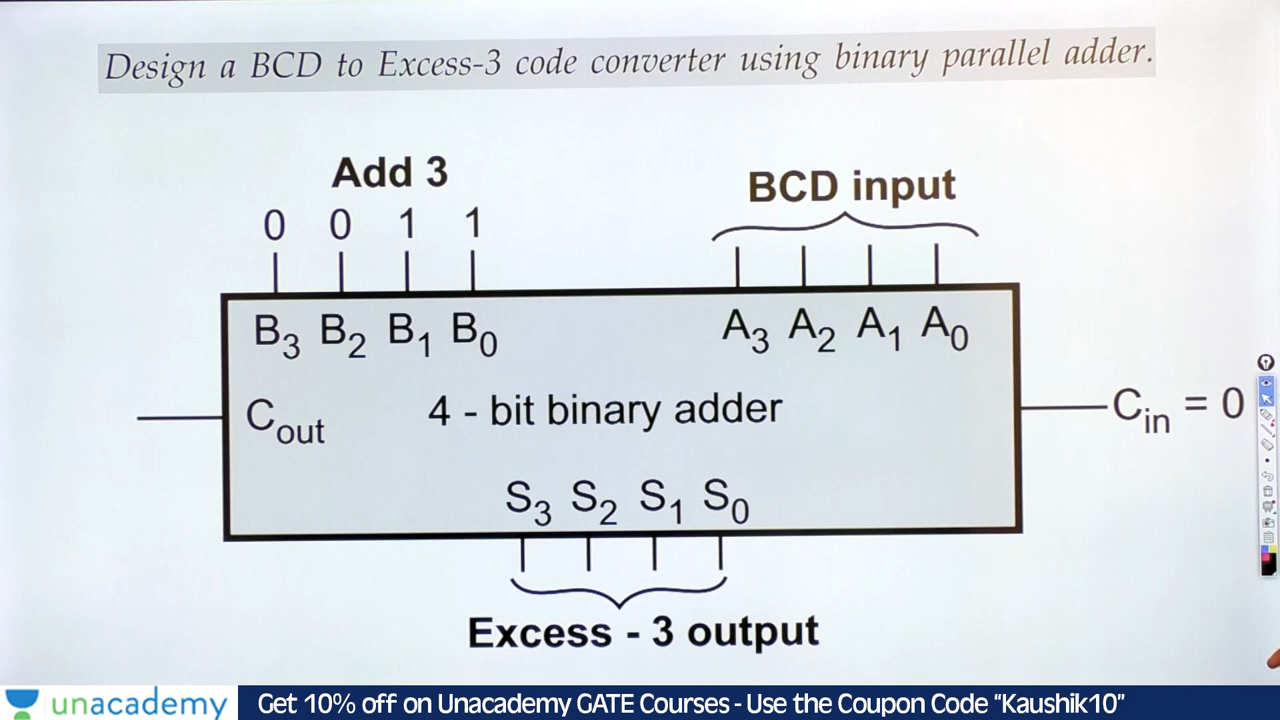 Design a BCD to Excess-3 code converter using binary parallel adder.
Add 3
BCD input
0 0 1 1
B3 B2 B1 B0
A3 A2 A1 A0
Cout
4 - bit binary adder
Cin = 0
S3 S2 S1 S0
Excess - 3 output
unacademy
Get 10% off on Unacademy GATE Courses - Use the Coupon Code “Kaushik10”